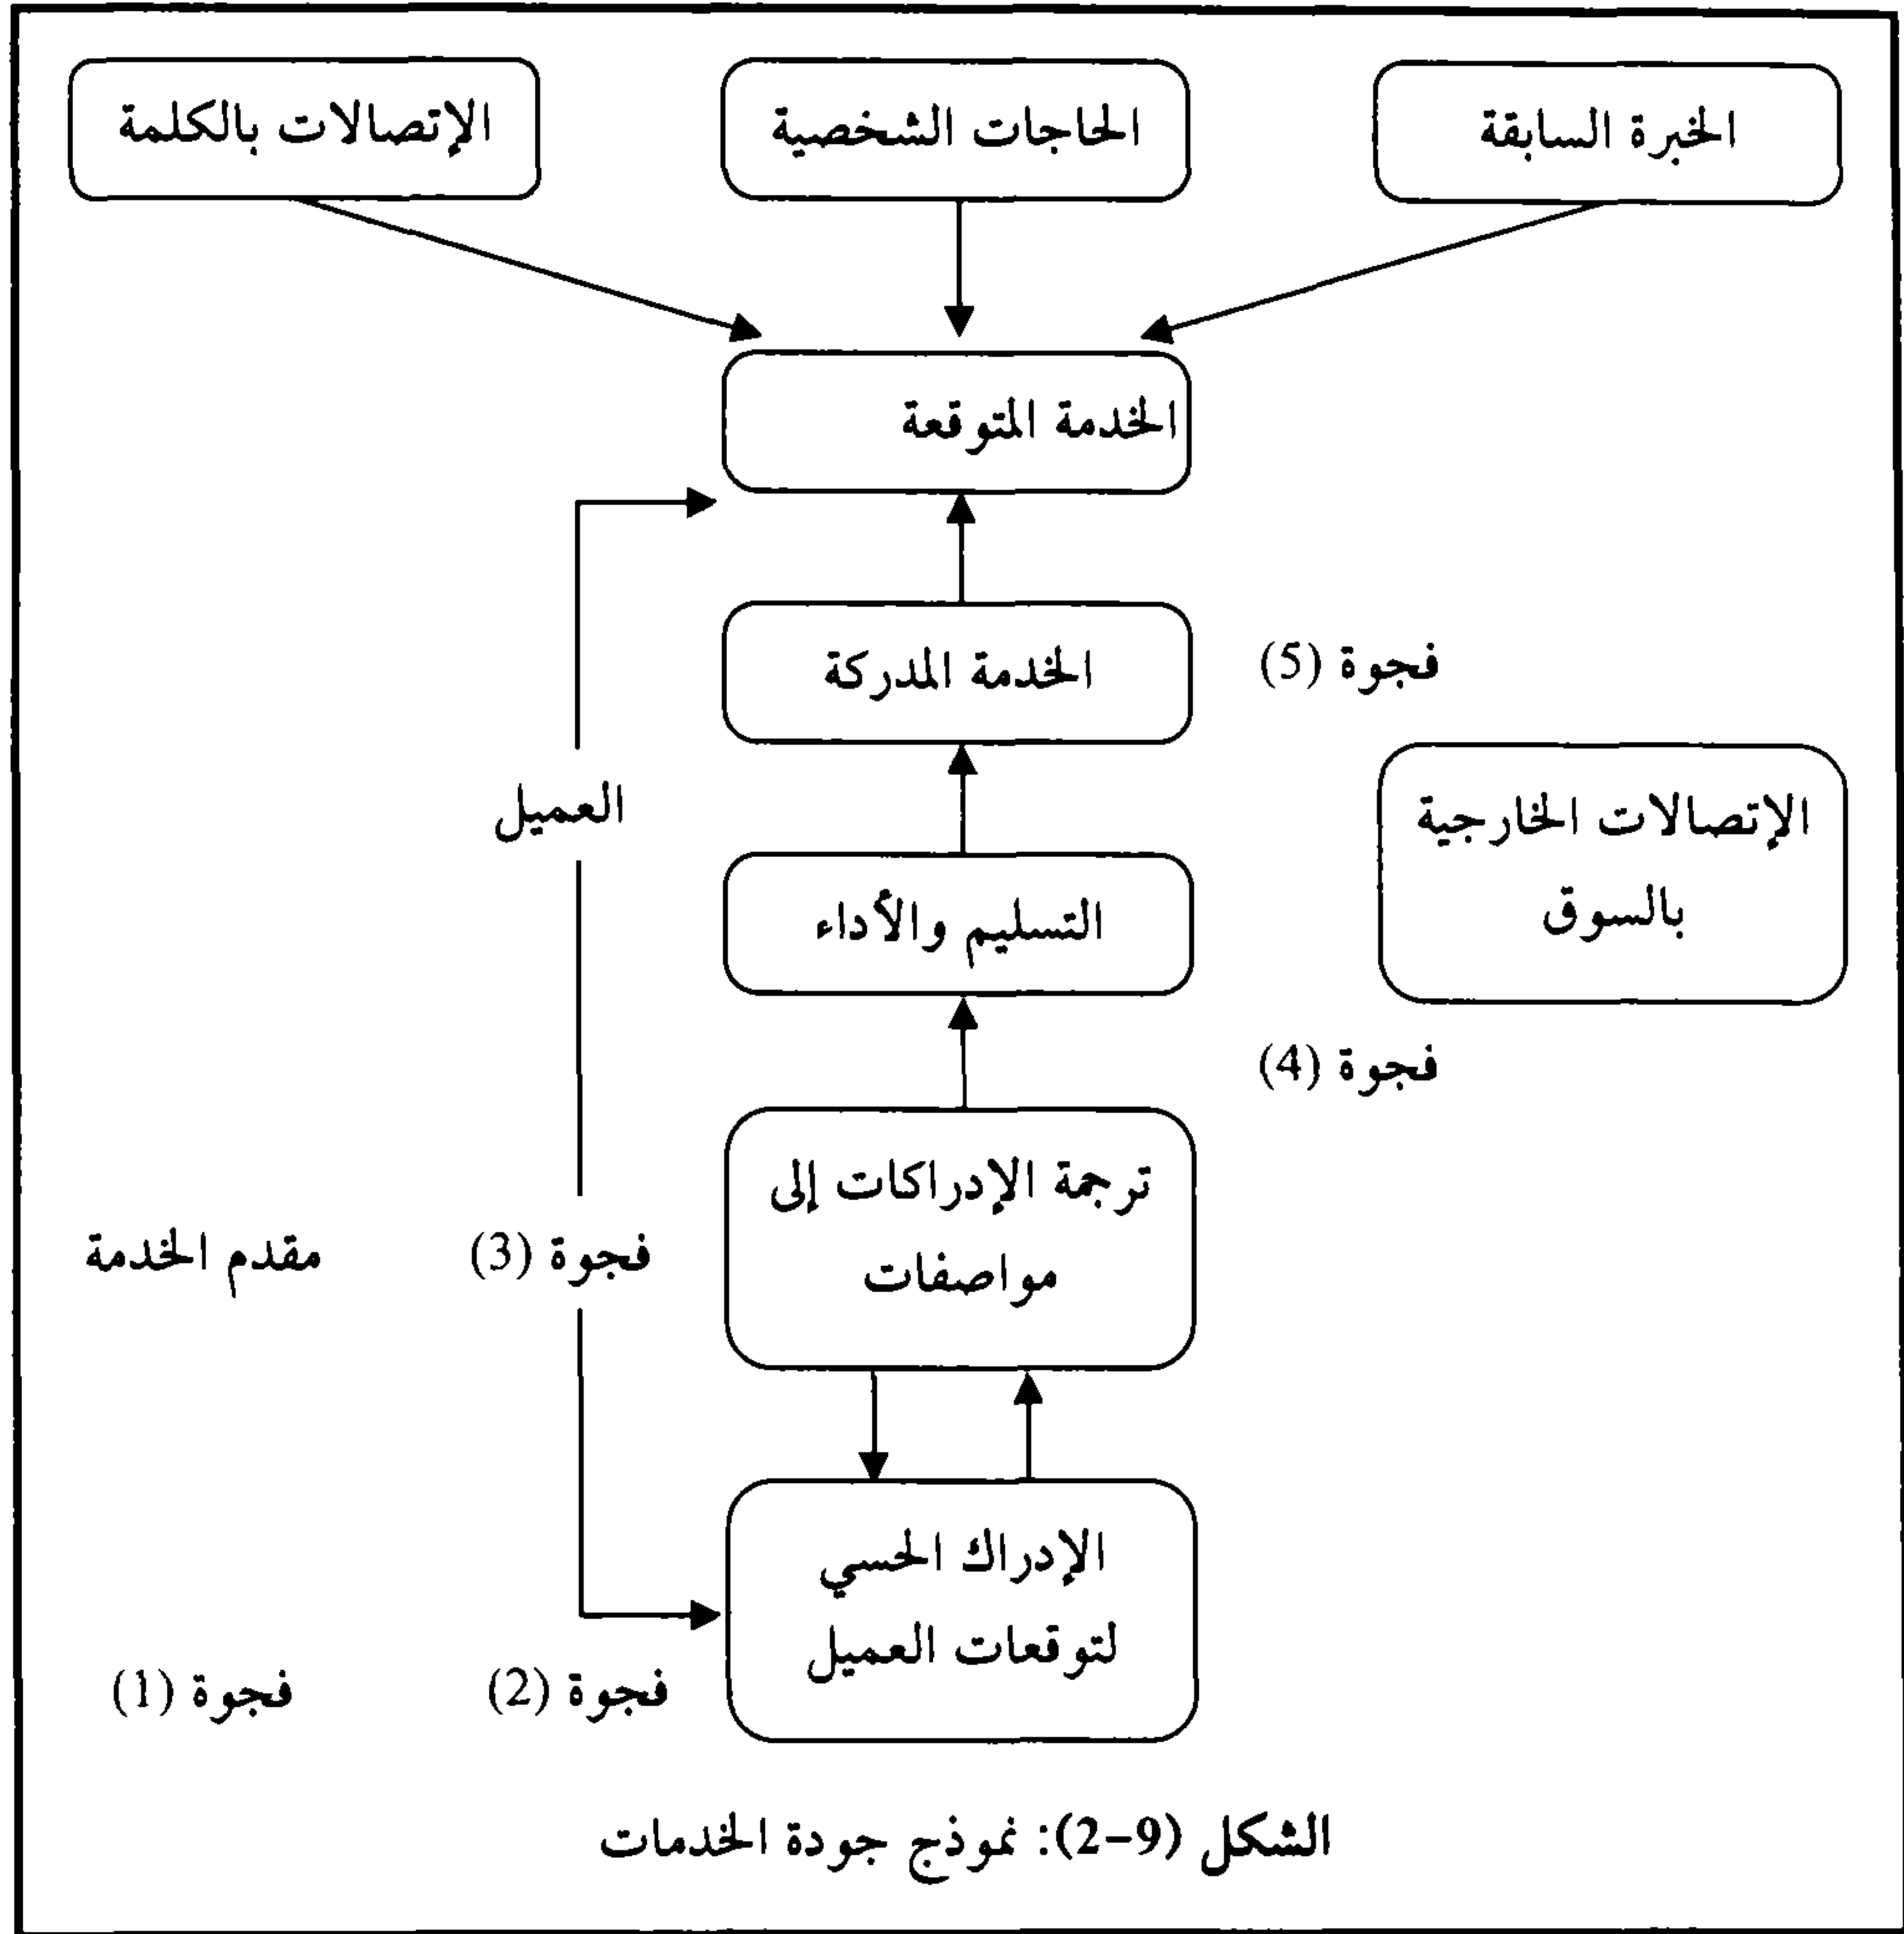 الخبرة السابقة
الحاجات الشخصية
الإتصالات بالكلمة
الخدمة المتوقعة
فجوة (5)
الخدمة المدركة
الإتصالات الخارجية
بالسوق
العميل
التسليم والأداء
فجوة (4)
ترجمة الإدراكات إلى
مواصفات
فجوة (3)
مقدم الخدمة
الإدراك الحسي
لتوقعات العميل
فجوة (2)
فجوة (1)
الشكل (9-2): نموذج جودة الخدمات